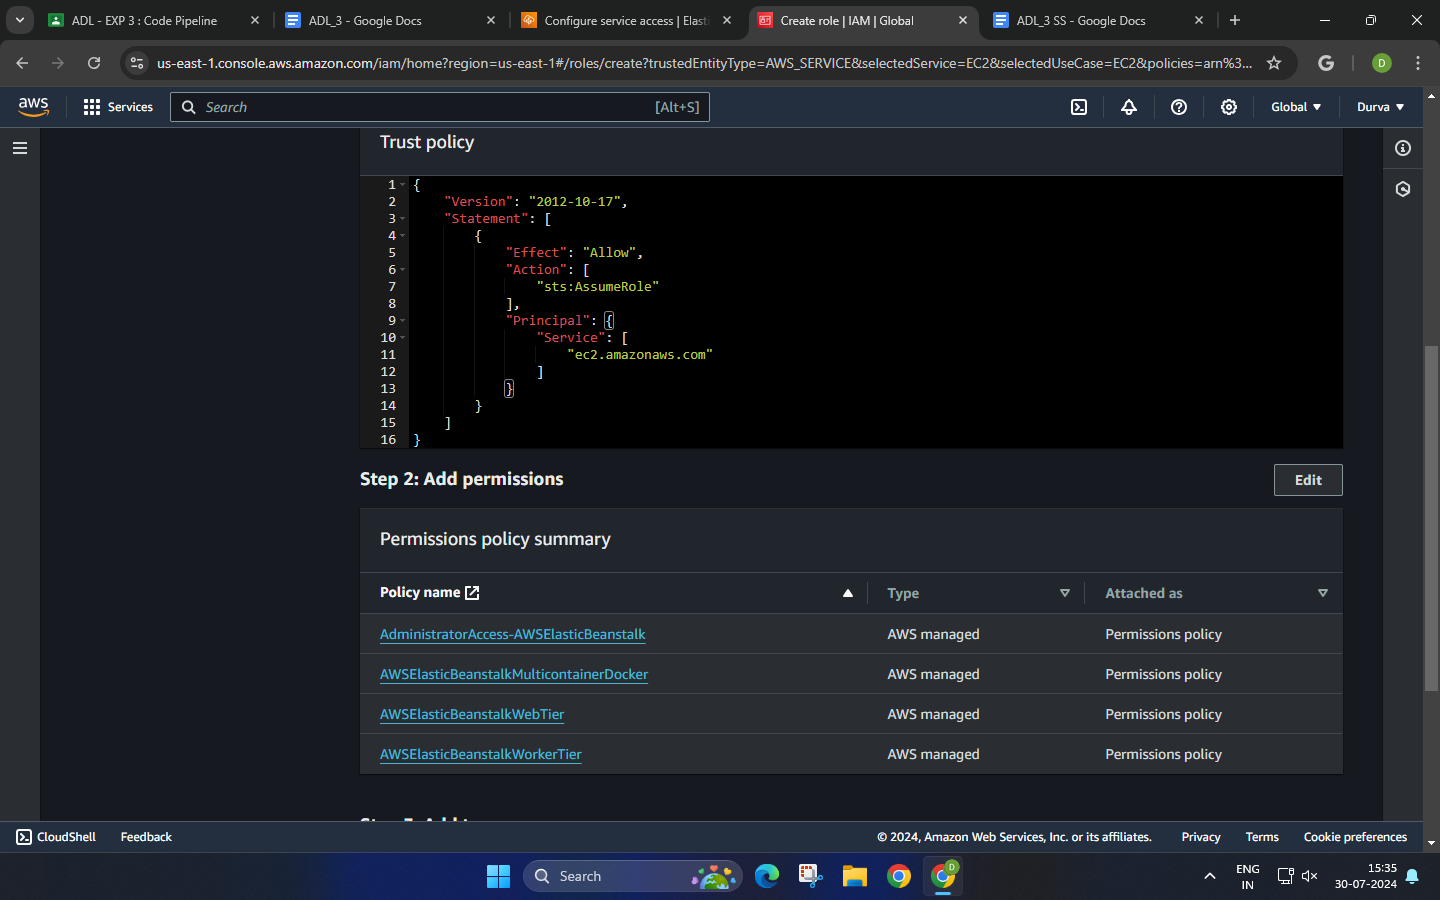 ADL - EXP 3 : Code Pipeline
ADL_3 - Google Docs
Configure service access | Elasti
Create role | IAM | Global
ADL_3 SS - Google Docs
us-east-1.console.aws.amazon.com/iam/home?region=us-east-1#/roles/create?trustedEntityType=AWS_SERVICE&selectedService=EC2&selectedUseCase=EC2&policies=arn%3...
G
D
aws
Services
Search
[Alt+S]
Global
Durva
Trust policy
1 {
2 "Version": "2012-10-17",
3 "Statement": [
4 {
5 "Effect": "Allow",
6 "Action": [
7 "sts:AssumeRole"
8 ],
9 "Principal": {
10 "Service": [
11 "ec2.amazonaws.com"
12 ]
13 }
14 }
15 ]
16 }
Step 2: Add permissions
Edit
Permissions policy summary
Policy name
Type
Attached as
AdministratorAccess-AWSElasticBeanstalk
AWS managed
Permissions policy
AWSElasticBeanstalkMulticontainerDocker
AWS managed
Permissions policy
AWSElasticBeanstalkWebTier
AWS managed
Permissions policy
AWSElasticBeanstalkWorkerTier
AWS managed
Permissions policy
CloudShell
Feedback
© 2024, Amazon Web Services, Inc. or its affiliates.
Privacy
Terms
Cookie preferences
Search
D
ENG
IN
15:35
30-07-2024